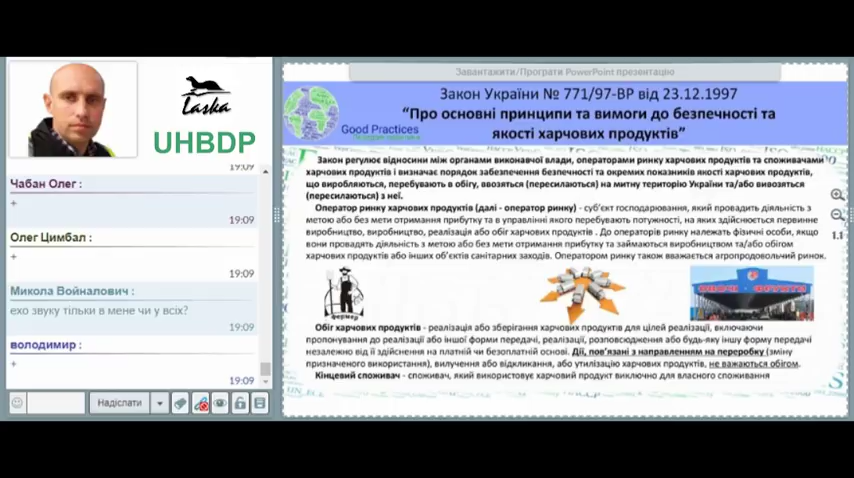 Laska
UHBDP
19:09
Чабан Олег :
+
19:09
Олег Цимбал :
+
19:09
Микола Войналович :
ехо звуку тільки в мене чи у всіх?
19:09
володимир :
+
19:09
Надіслати
Завантажити/Програти PowerPoint презентацію
Закон України № 771/97-ВР від 23.12.1997
“Про основні принципи та вимоги до безпечності та
якості харчових продуктів”
Good Practices
Закон регулює відносини між органами виконавчої влади, операторами ринку харчових продуктів та споживачами
харчових продуктів і визначає порядок забезпечення безпечності та окремих показників якості харчових продуктів,
що виробляються, перебувають в обігу, ввозяться (пересилаються) на митну територію України та/або вивозяться
(пересилаються) з неї.
Оператор ринку харчових продуктів (далі - оператор ринку) - суб’єкт господарювання, який провадить діяльність з
метою або без мети отримання прибутку та в управлінні якого перебувають потужності, на яких здійснюється первинне
виробництво, виробництво, реалізація або обіг харчових продуктів . До операторів ринку належать фізичні особи, якщо
вони провадять діяльність з метою або без мети отримання прибутку та займаються виробництвом та/або обігом
харчових продуктів або інших об’єктів санітарних заходів. Оператором ринку також вважається агропродовольчий ринок.
фермер
ОВОЧІ - ФРУКТИ
Обіг харчових продуктів - реалізація або зберігання харчових продуктів для цілей реалізації, включаючи
пропонування до реалізації або іншої форми передачі, реалізації, розповсюдження або будь-яку іншу форму передачі
незалежно від її здійснення на платній чи безоплатній основі. Дії, пов’язані з направленням на переробку (зміну
призначеного використання), вилучення або відкликання, або утилізацію харчових продуктів, не вважаються обігом.
Кінцевий споживач - споживач, який використовує харчовий продукт виключно для власного споживання
1.1